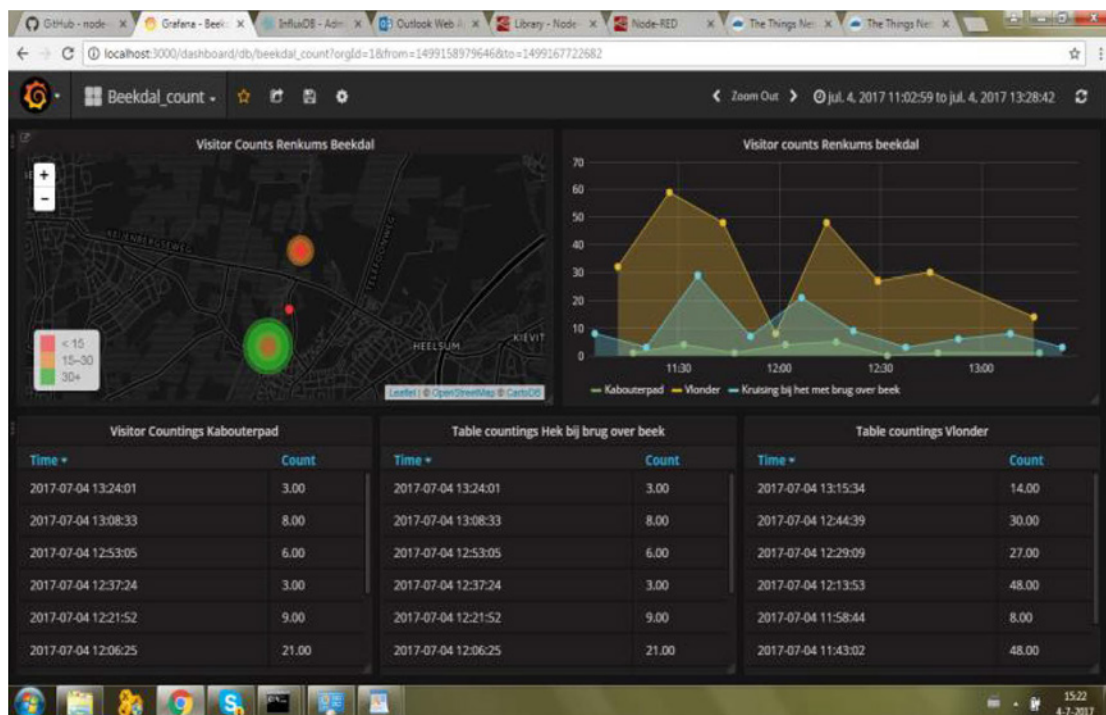 GitHub - node-
Grafana - Beek
InfluxDB - Adm
Outlook Web A
Library - Node-
Node-RED
The Things Net
The Things Net
localhost:3000/dashboard/db/beekdal_count?orgId=1&from=1499158979646&to=1499167722682
Beekdal_count
Zoom Out
jul. 4, 2017 11:02:59 to jul. 4, 2017 13:28:42
Visitor Counts Renkums Beekdal
+
-
KEIJENBERGSEWEG
TELEFOONWEG
HEELSUM
KIEVIT
< 15
15–30
30+
Leaflet | © OpenStreetMap © CartoDB
Visitor counts Renkums beekdal
70
60
50
40
30
20
10
0
11:30 12:00 12:30 13:00
Kabouterpad Vlonder Kruising bij het met brug over beek
Visitor Countings Kabouterpad
Time Count
2017-07-04 13:24:01 3.00
2017-07-04 13:08:33 8.00
2017-07-04 12:53:05 6.00
2017-07-04 12:37:24 3.00
2017-07-04 12:21:52 9.00
2017-07-04 12:06:25 21.00
Table countings Hek bij brug over beek
Time Count
2017-07-04 13:24:01 3.00
2017-07-04 13:08:33 8.00
2017-07-04 12:53:05 6.00
2017-07-04 12:37:24 3.00
2017-07-04 12:21:52 9.00
2017-07-04 12:06:25 21.00
Table countings Vlonder
Time Count
2017-07-04 13:15:34 14.00
2017-07-04 12:44:39 30.00
2017-07-04 12:29:09 27.00
2017-07-04 12:13:53 48.00
2017-07-04 11:58:44 8.00
2017-07-04 11:43:02 48.00
15:22
4-7-2017